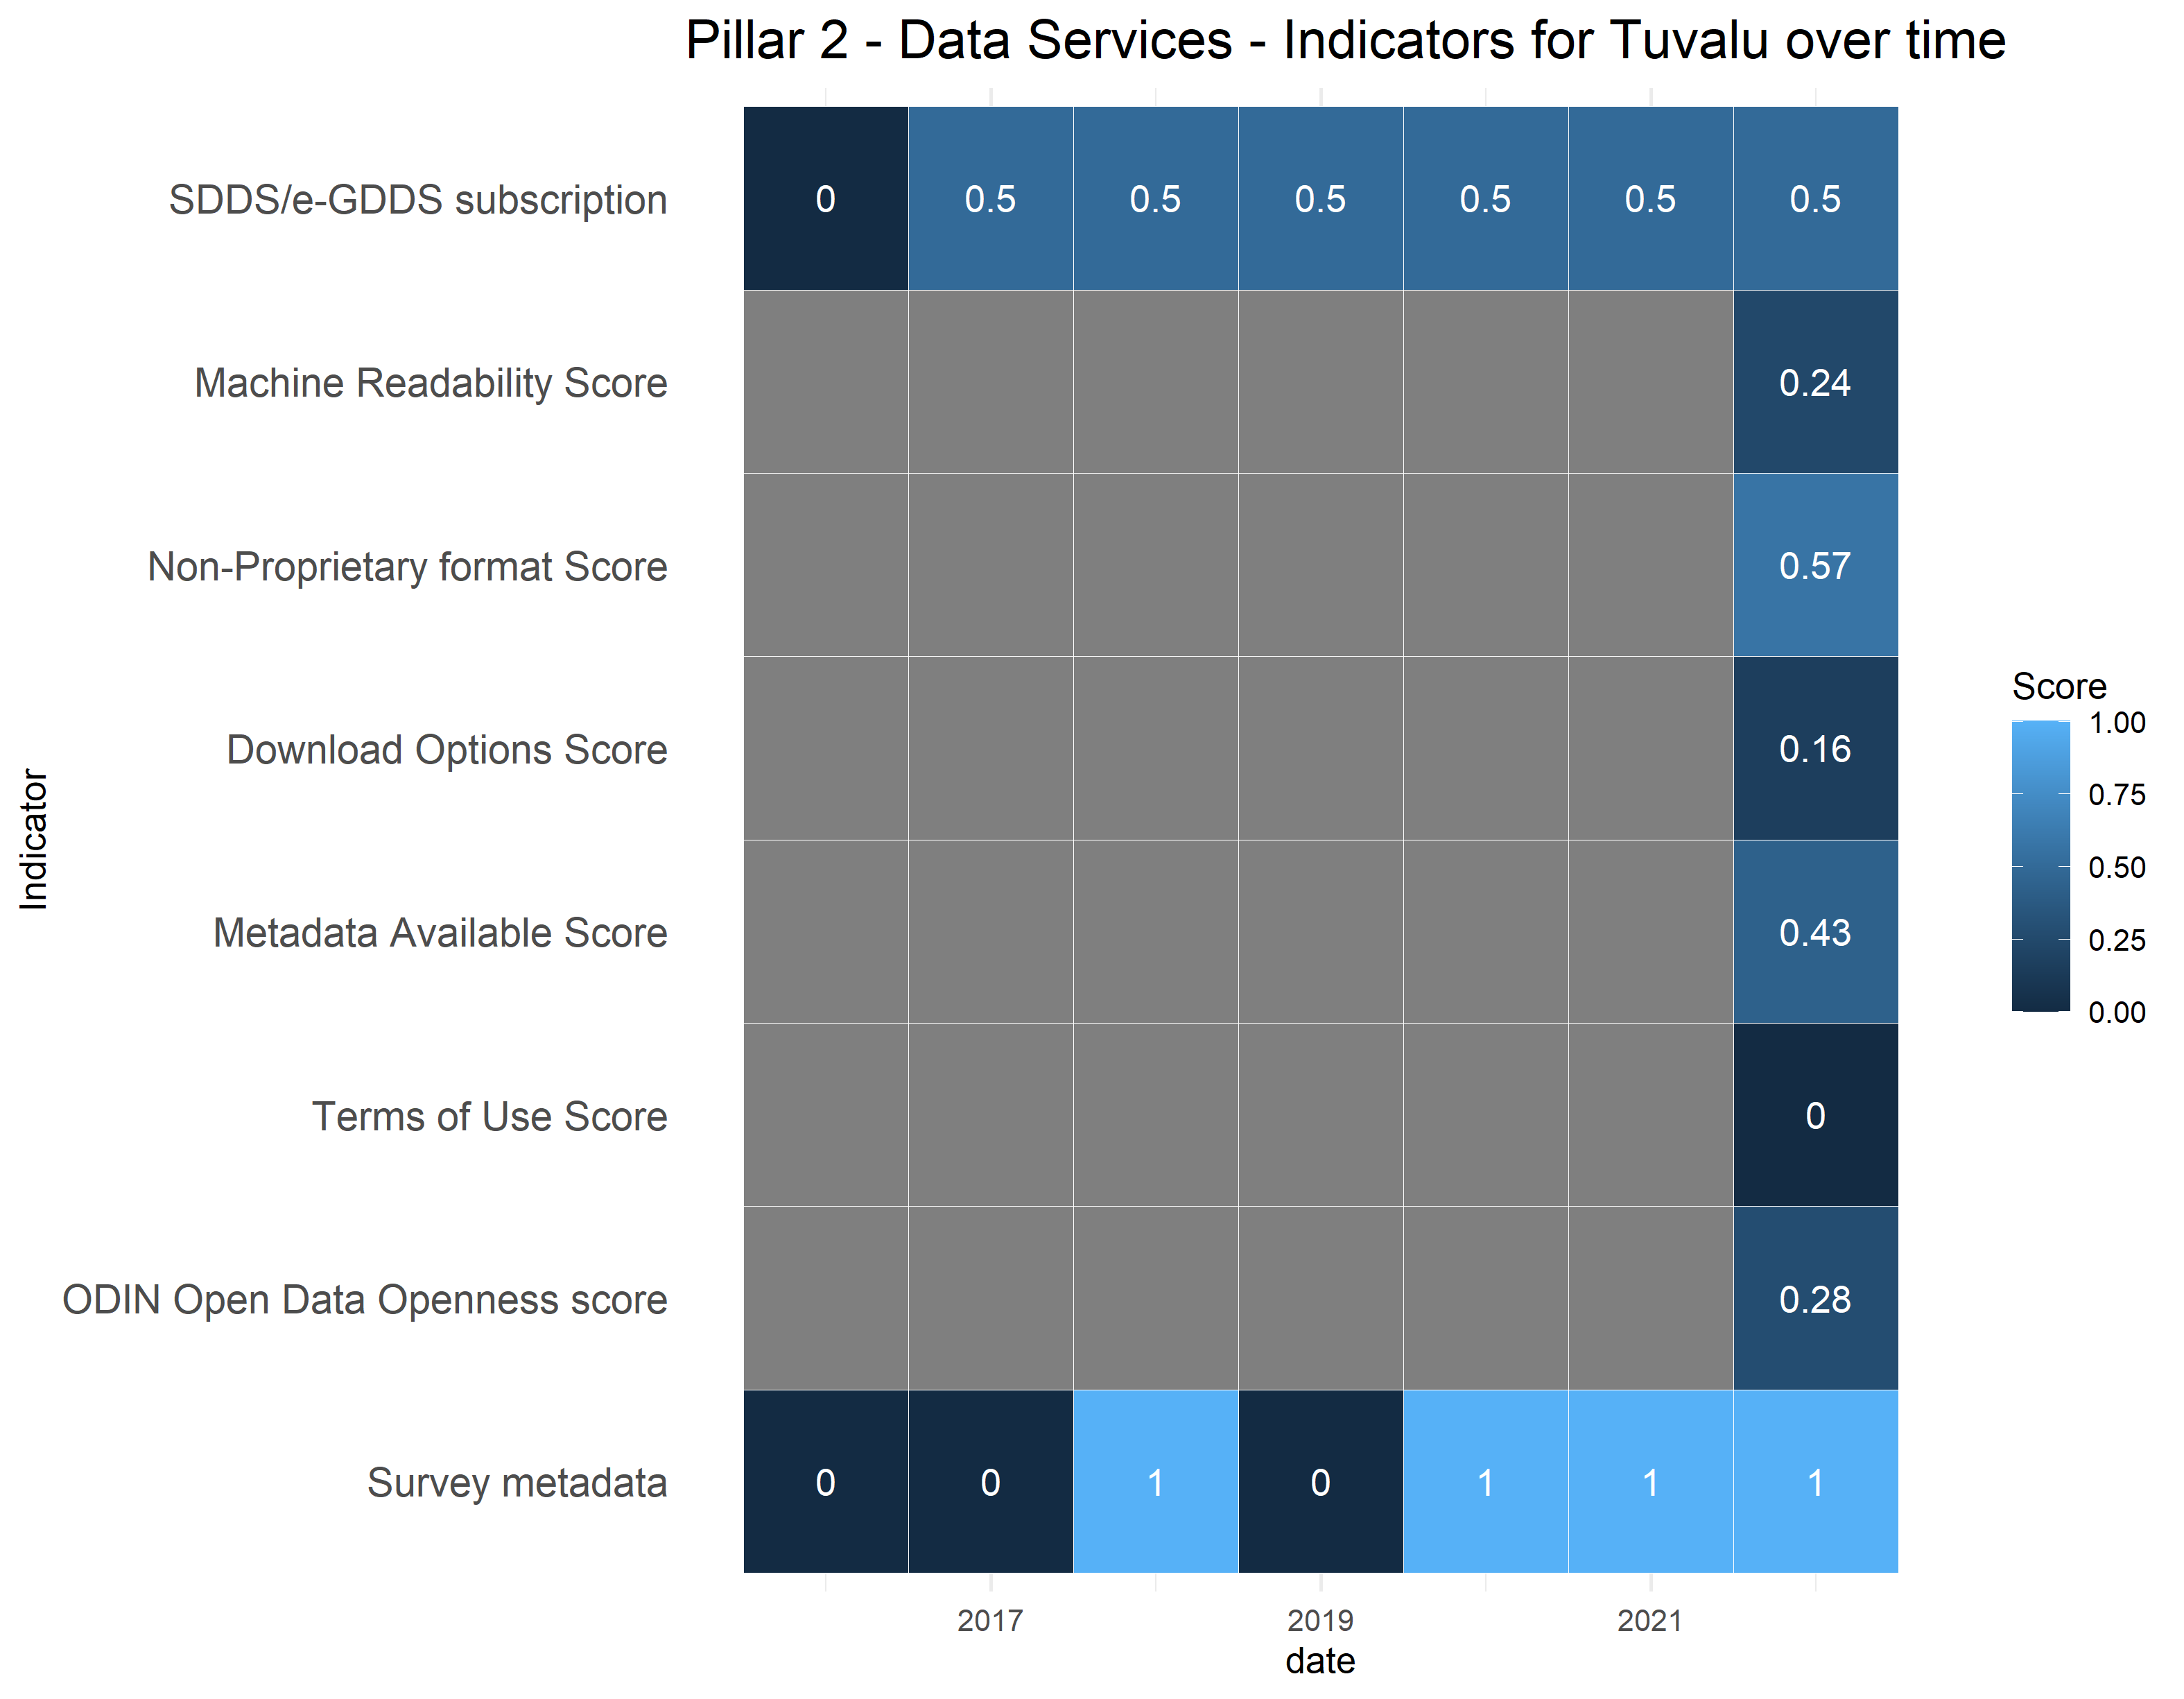 Pillar 2 - Data Services - Indicators for Tuvalu over time
SDDS/e-GDDS subscription 0 0.5 0.5 0.5 0.5 0.5 0.5
Machine Readability Score 0.24
Non-Proprietary format Score 0.57
Download Options Score 0.16
Metadata Available Score 0.43
Terms of Use Score 0
ODIN Open Data Openness score 0.28
Survey metadata 0 0 1 0 1 1 1
Indicator
2017 2019 2021
date
Score
1.00
0.75
0.50
0.25
0.00